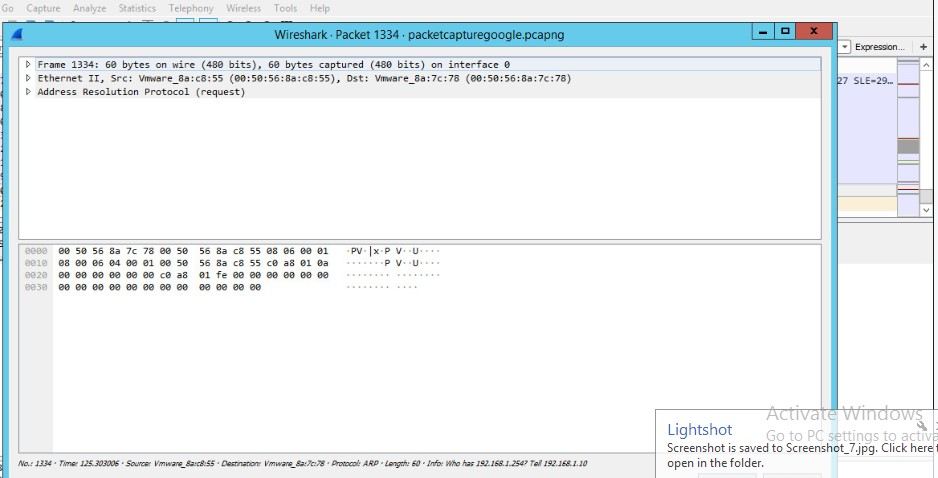 Go Capture Analyze Statistics Telephony Wireless Tools Help
Wireshark · Packet 1334 · packetcapturegoogle.pcapng
Expression... +
Frame 1334: 60 bytes on wire (480 bits), 60 bytes captured (480 bits) on interface 0
27 SLE=29...
Ethernet II, Src: Vmware_8a:c8:55 (00:50:56:8a:c8:55), Dst: Vmware_8a:7c:78 (00:50:56:8a:7c:78)
Address Resolution Protocol (request)
0000 00 50 56 8a 7c 78 00 50 56 8a c8 55 08 06 00 01 ·PV·|x·P V··U····
0010 08 00 06 04 00 01 00 50 56 8a c8 55 c0 a8 01 0a ·······P V··U····
0020 00 00 00 00 00 00 c0 a8 01 fe 00 00 00 00 00 00 ········ ········
0030 00 00 00 00 00 00 00 00 00 00 00 00 ········ ····
Activate Windows
Go to PC settings to activa
Lightshot
Screenshot is saved to Screenshot_7.jpg. Click here t
open in the folder.
No.: 1334 · Time: 125.303006 · Source: Vmware_8a:c8:55 · Destination: Vmware_8a:7c:78 · Protocol: ARP · Length: 60 · Info: Who has 192.168.1.254? Tell 192.168.1.10